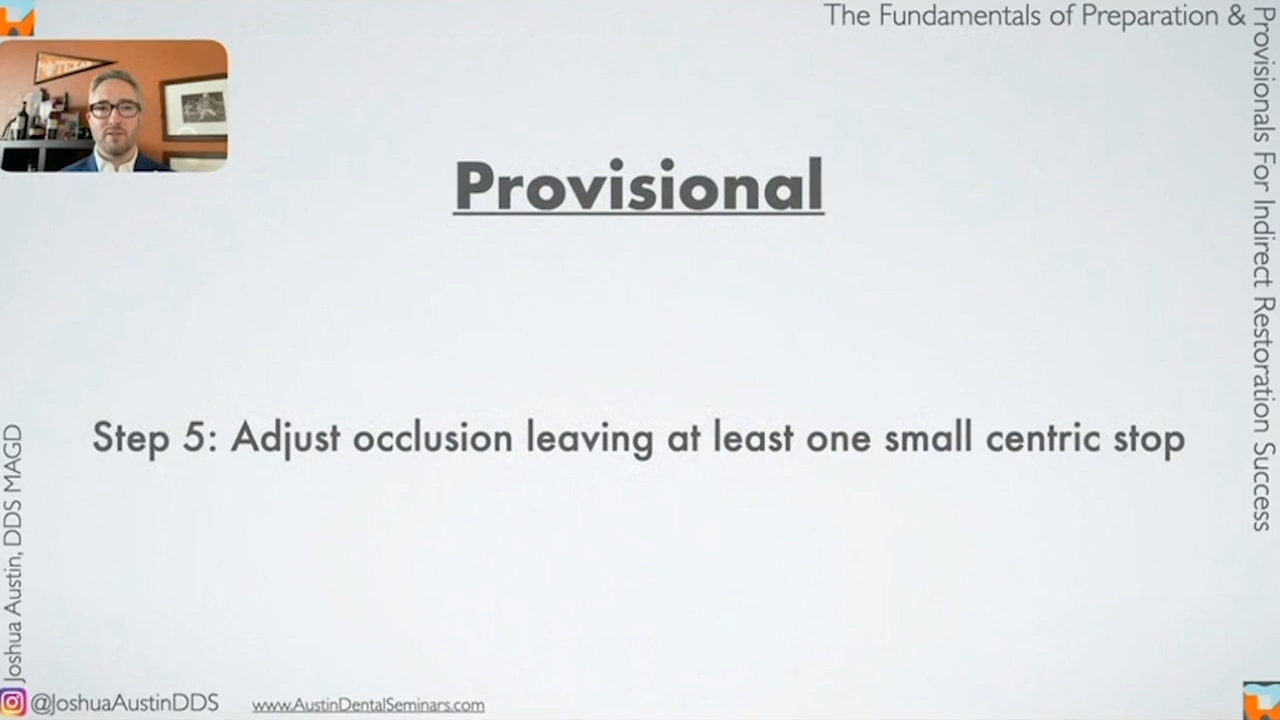 The Fundamentals of Preparation &
Provisionals For Indirect Restoration Success
TEXAS
Provisional
Step 5: Adjust occlusion leaving at least one small centric stop
Joshua Austin, DDS MAGD
@JoshuaAustinDDS
www.AustinDentalSeminars.com